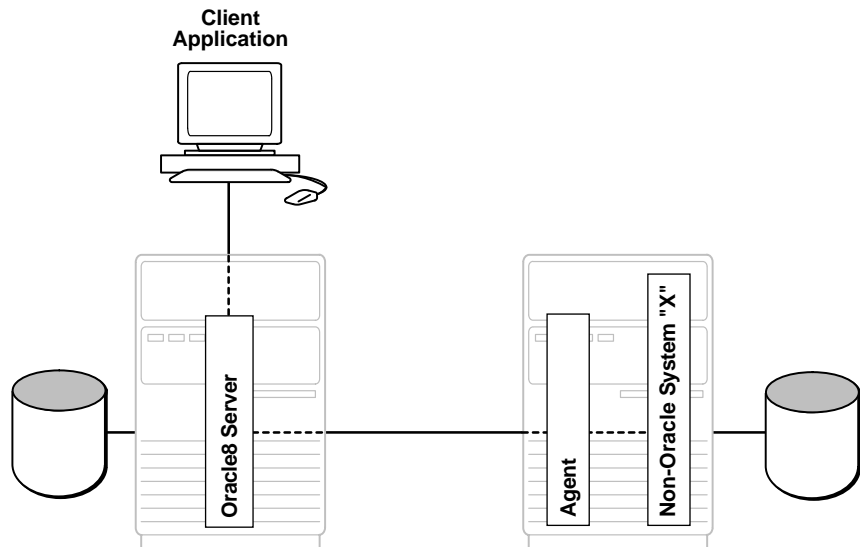 Client
Application
Oracle8 Server
Agent
Non-Oracle System "X"